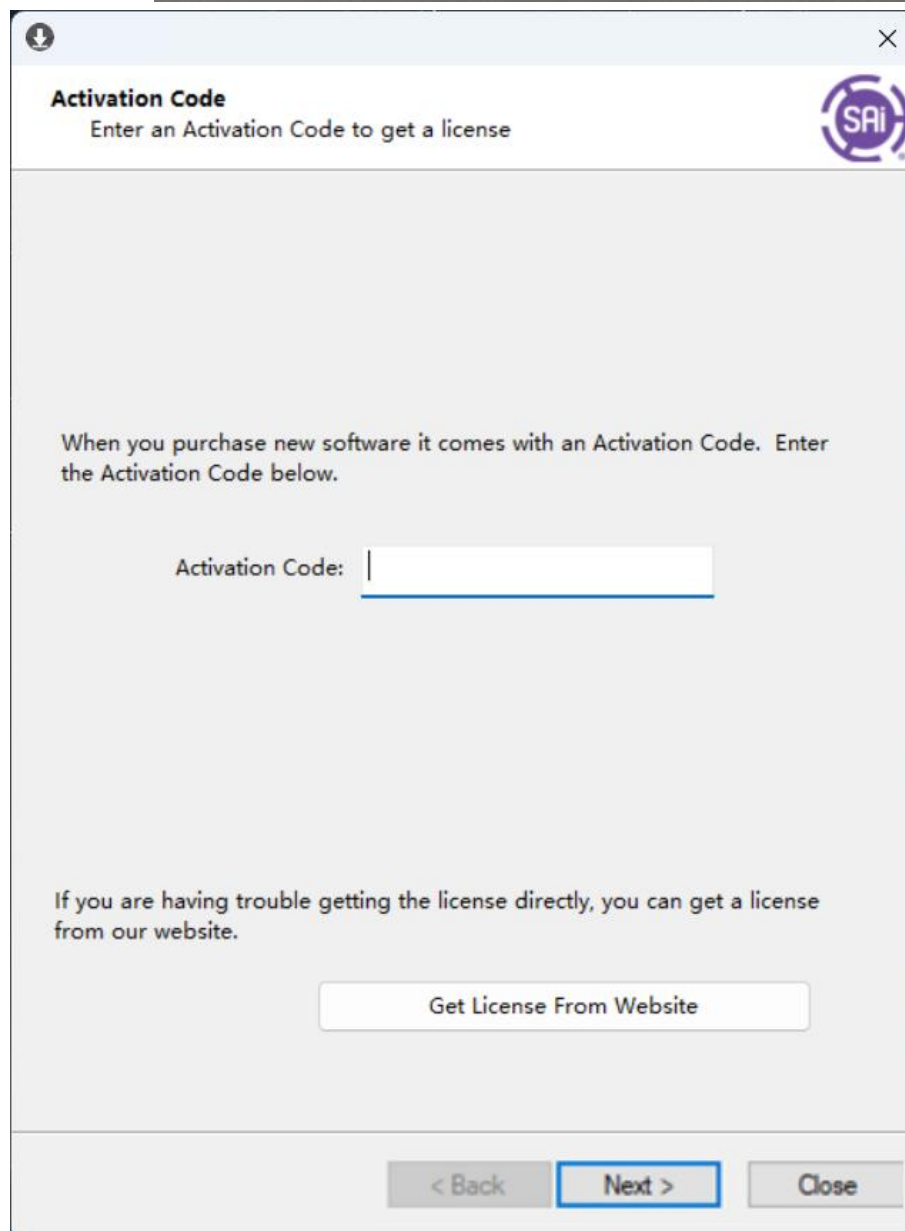 Activation Code
Enter an Activation Code to get a license
SAi
When you purchase new software it comes with an Activation Code.  Enter
the Activation Code below.
Activation Code:
If you are having trouble getting the license directly, you can get a license
from our website.
Get License From Website
< Back
Next >
Close